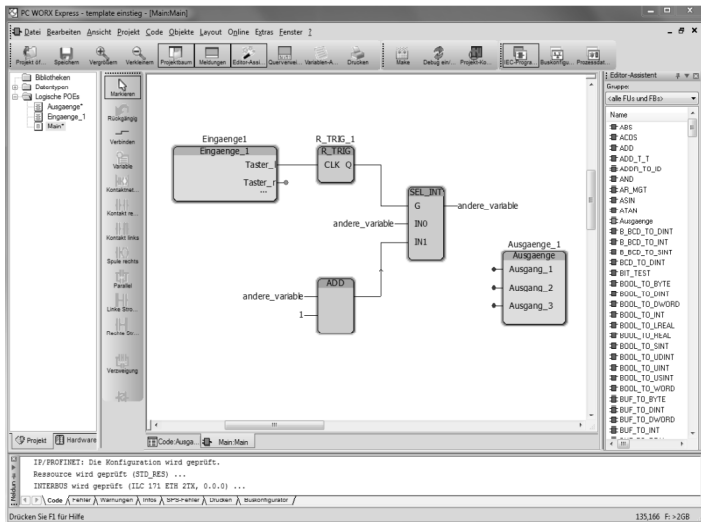 PC WORX Express - template einstieg - [Main:Main]
Datei Bearbeiten Ansicht Projekt Code Objekte Layout Online Extras Fenster ?
Projekt öf... Speichern Vergrößern Verkleinern Projektbaum Meldungen Editor-Assi... Querverwei... Variablen-A... Drucken Make Debug ein/... Projekt-Ko... IEC-Progra... Buskonfigu... Prozessdat...
Bibliotheken
Datentypen
Logische POEs
Ausgaenge*
Eingaenge_1
Main*
Projekt Hardware
Markieren
Rückgängig
Verbinden
Variable
Kontaktnet...
Kontakt re...
Kontakt links
Spule rechts
Parallel
Linke Stro...
Rechte Str...
Verzweigung
Eingaenge1
Eingaenge_1
Taster_l
Taster_r
...
R_TRIG_1
R_TRIG
CLK Q
SEL_INT
G
andere_variable
andere_variable
IN0
IN1
ADD
andere_variable
1
Ausgaenge_1
Ausgaenge
Ausgang_1
Ausgang_2
Ausgang_3
Code:Ausga... Main:Main
Editor-Assistent
Gruppe:
<alle FUs und FBs>
Name
ABS
ACOS
ADD
ADD_T_T
ADDR_TO_ID
AND
AR_MGT
ASIN
ATAN
Ausgaenge
B_BCD_TO_DINT
B_BCD_TO_INT
B_BCD_TO_SINT
BCD_TO_DINT
BIT_TEST
BOOL_TO_BYTE
BOOL_TO_DINT
BOOL_TO_DWORD
BOOL_TO_INT
BOOL_TO_LREAL
BOOL_TO_REAL
BOOL_TO_SINT
BOOL_TO_UDINT
BOOL_TO_UINT
BOOL_TO_USINT
BOOL_TO_WORD
BUF_TO_BYTE
BUF_TO_DINT
BUF_TO_DWORD
BUF_TO_INT
IP/PROFINET: Die Konfiguration wird geprüft.
Ressource wird geprüft (STD_RES) ...
INTERBUS wird geprüft (ILC 171 ETH 2TX, 0.0.0) ...
Code Fehler Warnungen Infos SPS-Fehler Drucken Buskonfigurator
Drücken Sie F1 für Hilfe
135,166 F: >2GB